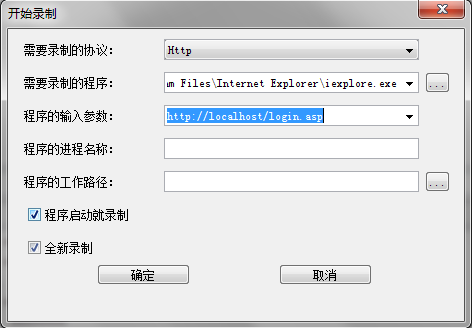 开始录制
需要录制的协议： Http
需要录制的程序： um Files\Internet Explorer\iexplore.exe ...
程序的输入参数： http://localhost/login.asp
程序的进程名称：
程序的工作路径： ...
程序启动就录制
全新录制
确定 取消